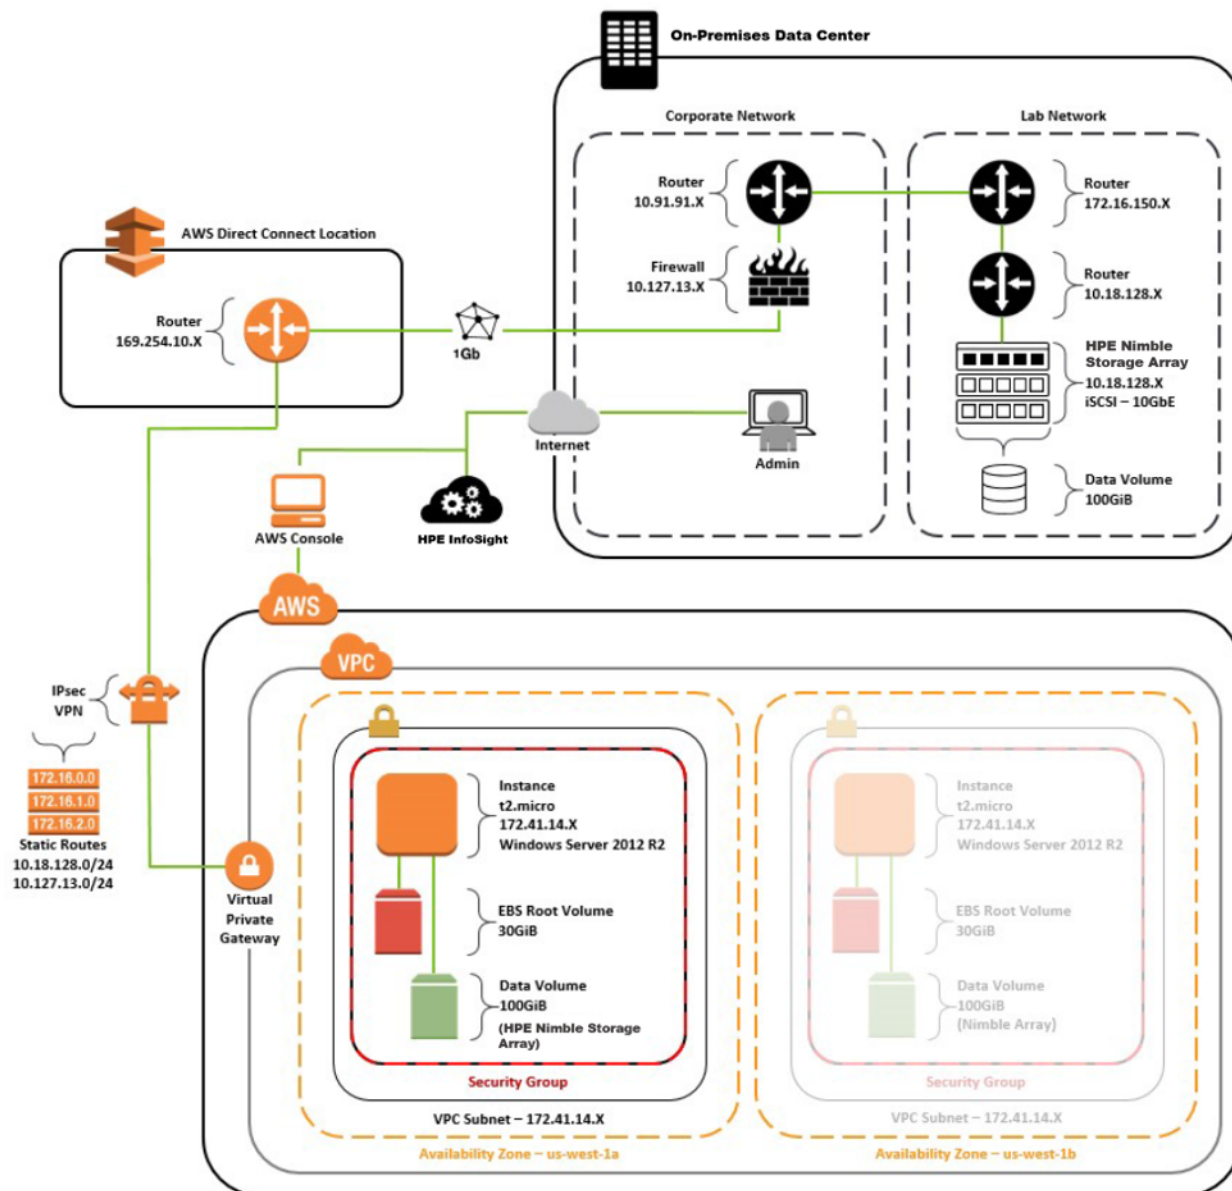 On-Premises Data Center
Corporate Network
Lab Network
Router
10.91.91.X
Router
172.16.150.X
AWS Direct Connect Location
Firewall
10.127.13.X
Router
10.18.128.X
Router
169.254.10.X
1Gb
HPE Nimble
Storage Array
10.18.128.X
iSCSI – 10GbE
Internet
Admin
Data Volume
100GiB
AWS Console
HPE InfoSight
AWS
VPC
IPsec
VPN
172.16.0.0
172.16.1.0
172.16.2.0
Static Routes
10.18.128.0/24
10.127.13.0/24
Virtual
Private
Gateway
Instance
t2.micro
172.41.14.X
Windows Server 2012 R2
EBS Root Volume
30GiB
Data Volume
100GiB
(HPE Nimble Storage
Array)
Security Group
VPC Subnet – 172.41.14.X
Availability Zone – us-west-1a
Instance
t2.micro
172.41.14.X
Windows Server 2012 R2
EBS Root Volume
30GiB
Data Volume
100GiB
(Nimble Array)
Security Group
VPC Subnet – 172.41.14.X
Availability Zone – us-west-1b